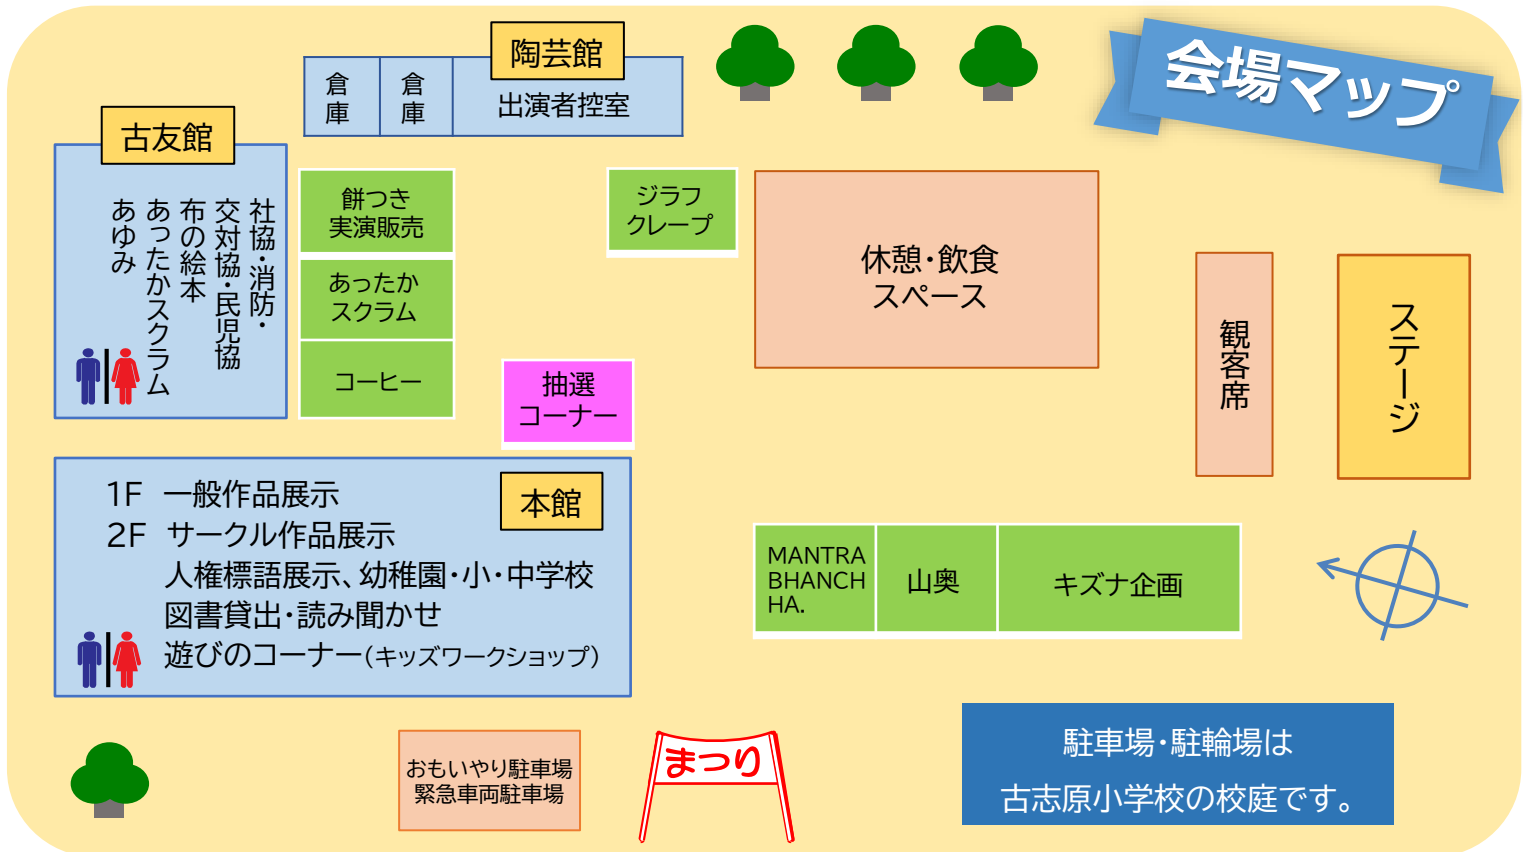 会場マップ
陶芸館
倉庫
倉庫
出演者控室
古友館
社協・消防・
交対協・民児協
布の絵本
あったかスクラム
あゆみ
餅つき
実演販売
あったか
スクラム
コーヒー
ジラフ
クレープ
抽選
コーナー
休憩・飲食
スペース
観客席
ステージ
本館
1F 一般作品展示
2F サークル作品展示
人権標語展示、幼稚園・小・中学校
図書貸出・読み聞かせ
遊びのコーナー(キッズワークショップ)
MANTRA
BHANCH
HA.
山奥
キズナ企画
おもいやり駐車場
緊急車両駐車場
まつり
駐車場・駐輪場は
古志原小学校の校庭です。